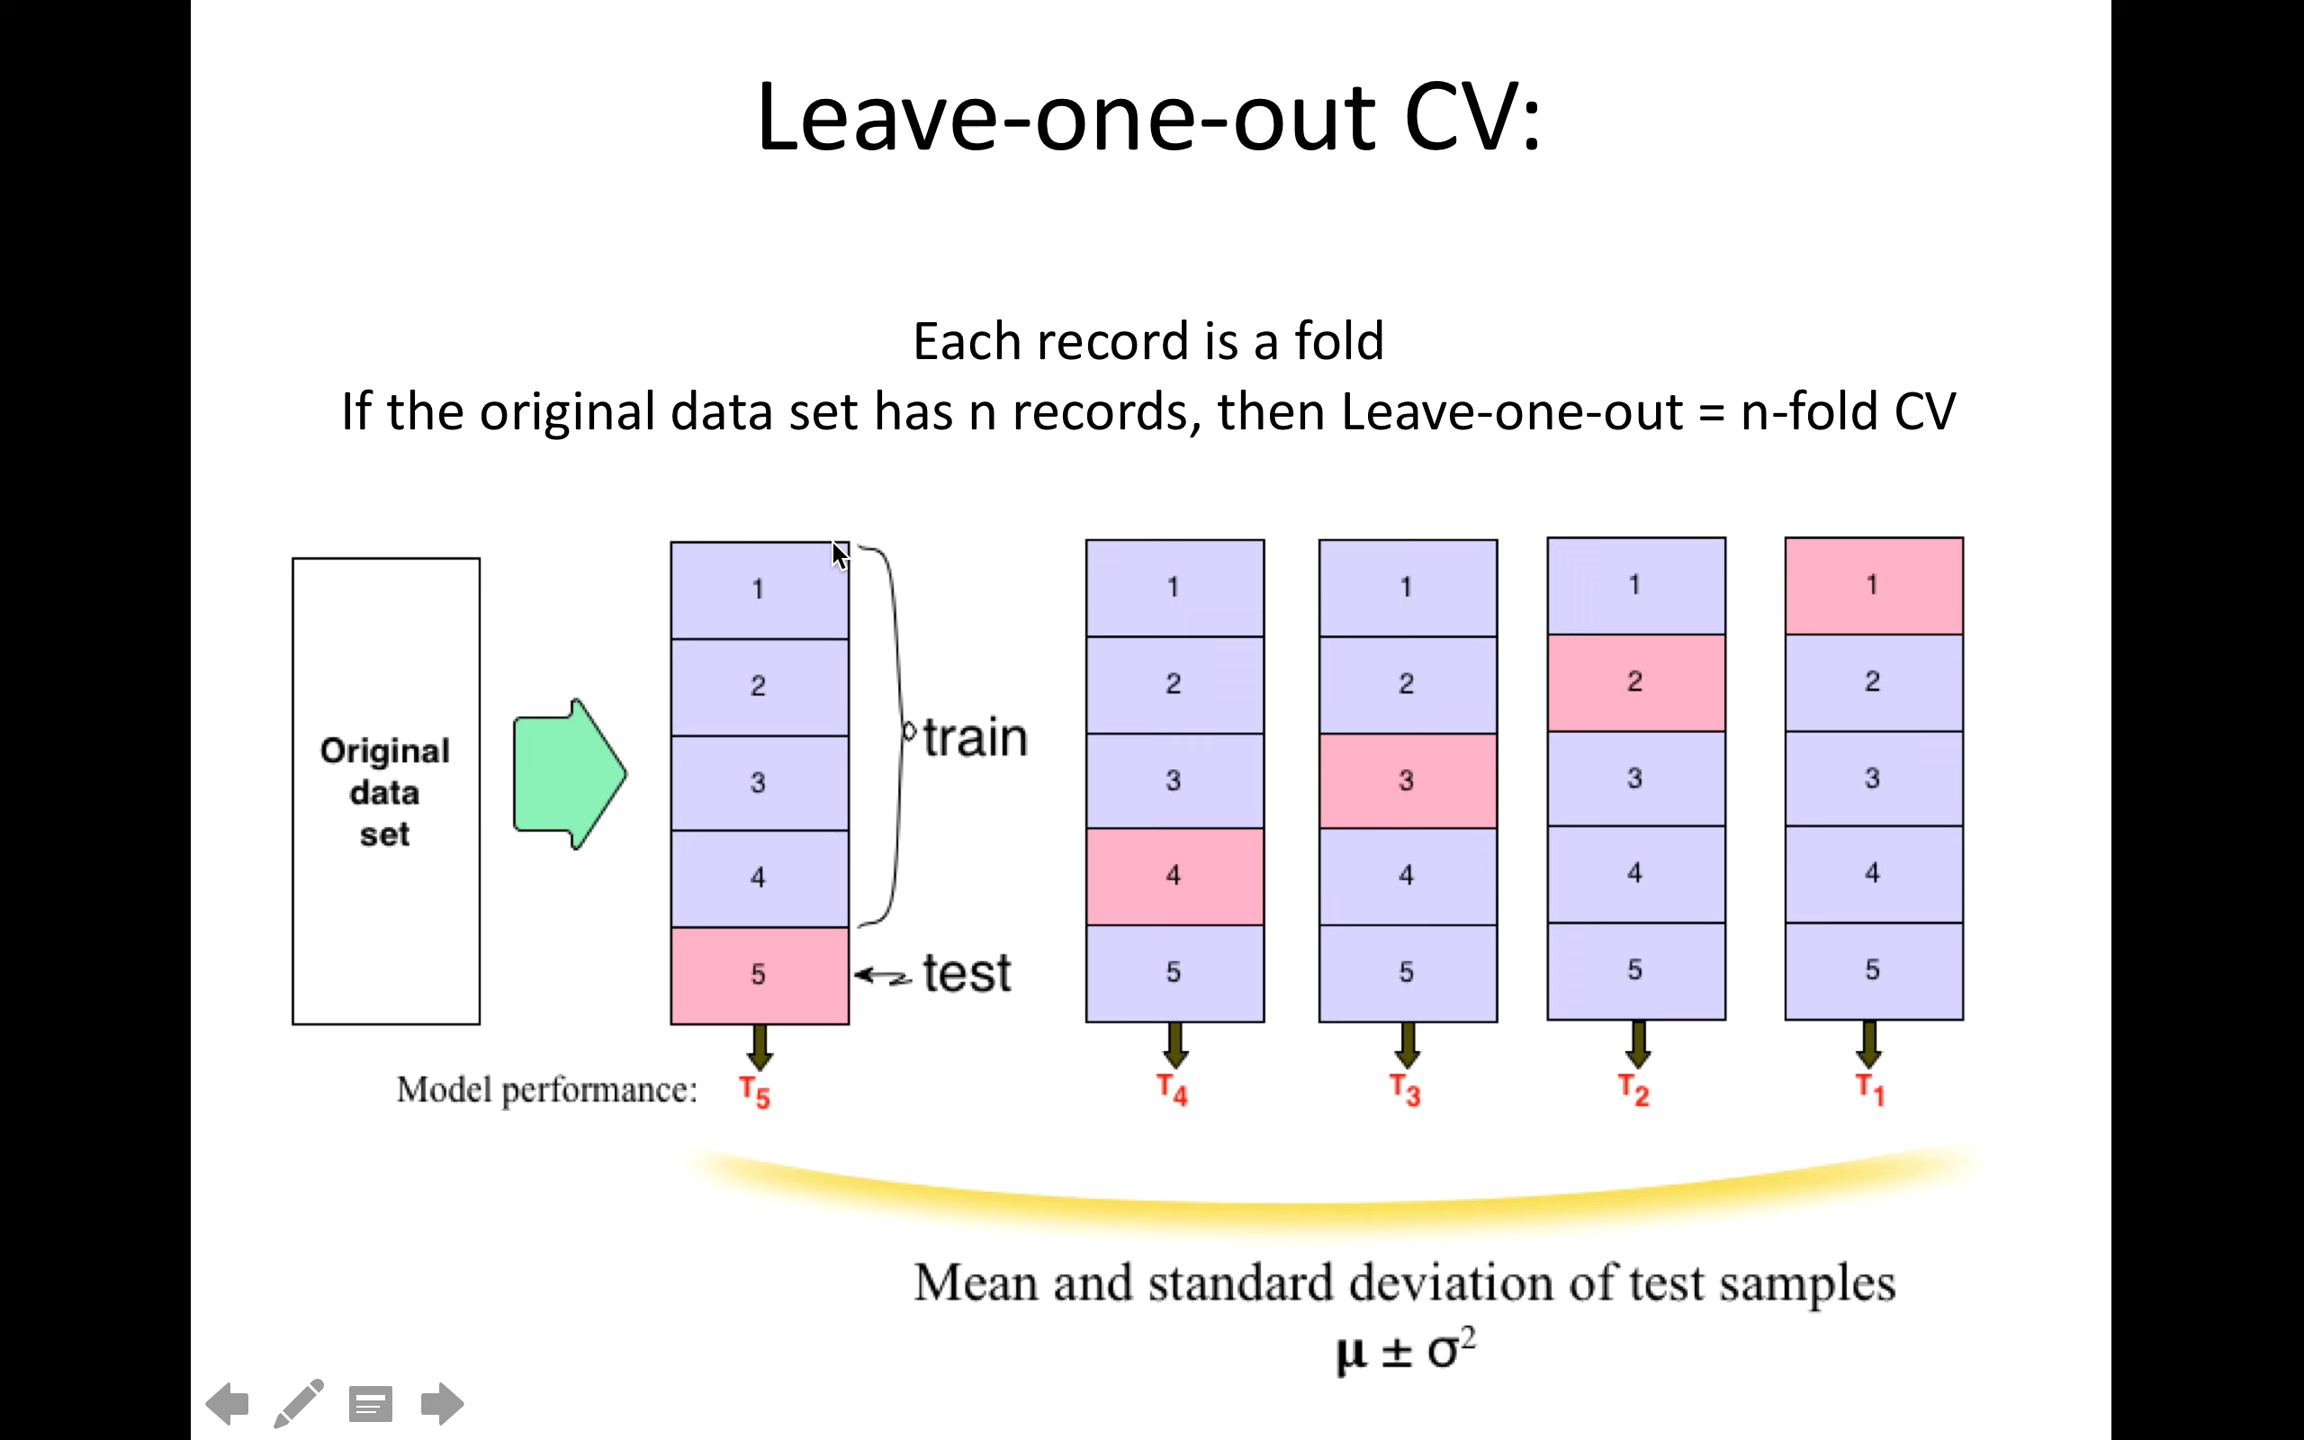 Leave-one-out CV:
Each record is a fold
If the original data set has n records, then Leave-one-out = n-fold CV
Original
data
set
1
2
3
4
5
train
test
1
2
3
4
5
1
2
3
4
5
1
2
3
4
5
1
2
3
4
5
Model performance: T₅ T₄ T₃ T₂ T₁
Mean and standard deviation of test samples
μ ± σ²